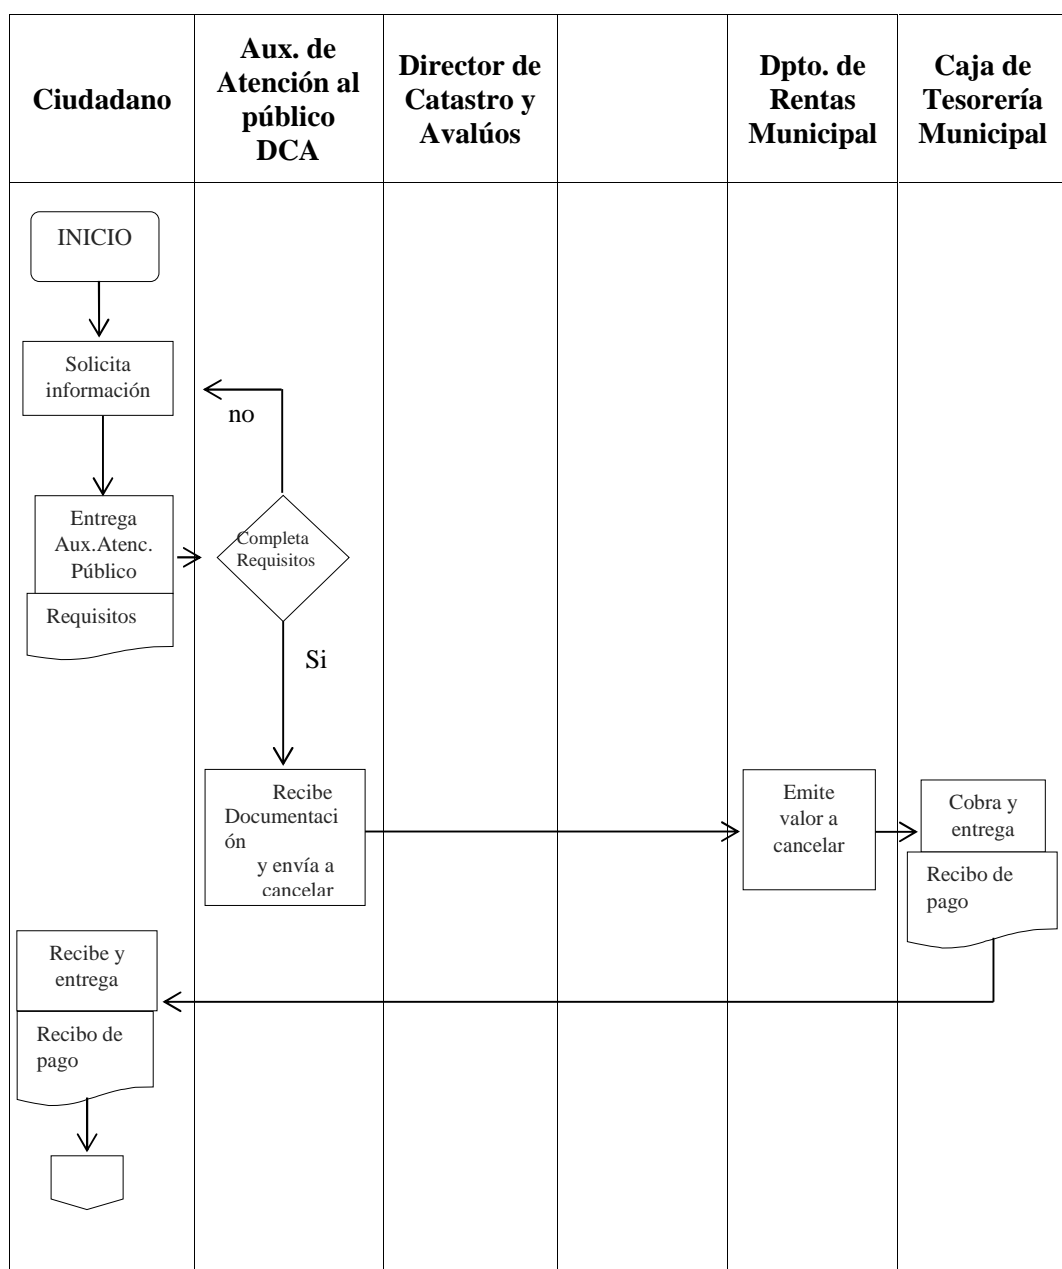 Ciudadano
Aux. de
Atención al
público
DCA
Director de
Catastro y
Avalúos
Dpto. de
Rentas
Municipal
Caja de
Tesorería
Municipal
INICIO
Solicita
información
no
Entrega
Aux.Atenc.
Público
Requisitos
Completa
Requisitos
Si
Recibe
Documentaci
ón
y envía a
cancelar
Emite
valor a
cancelar
Cobra y
entrega
Recibo de
pago
Recibe y
entrega
Recibo de
pago